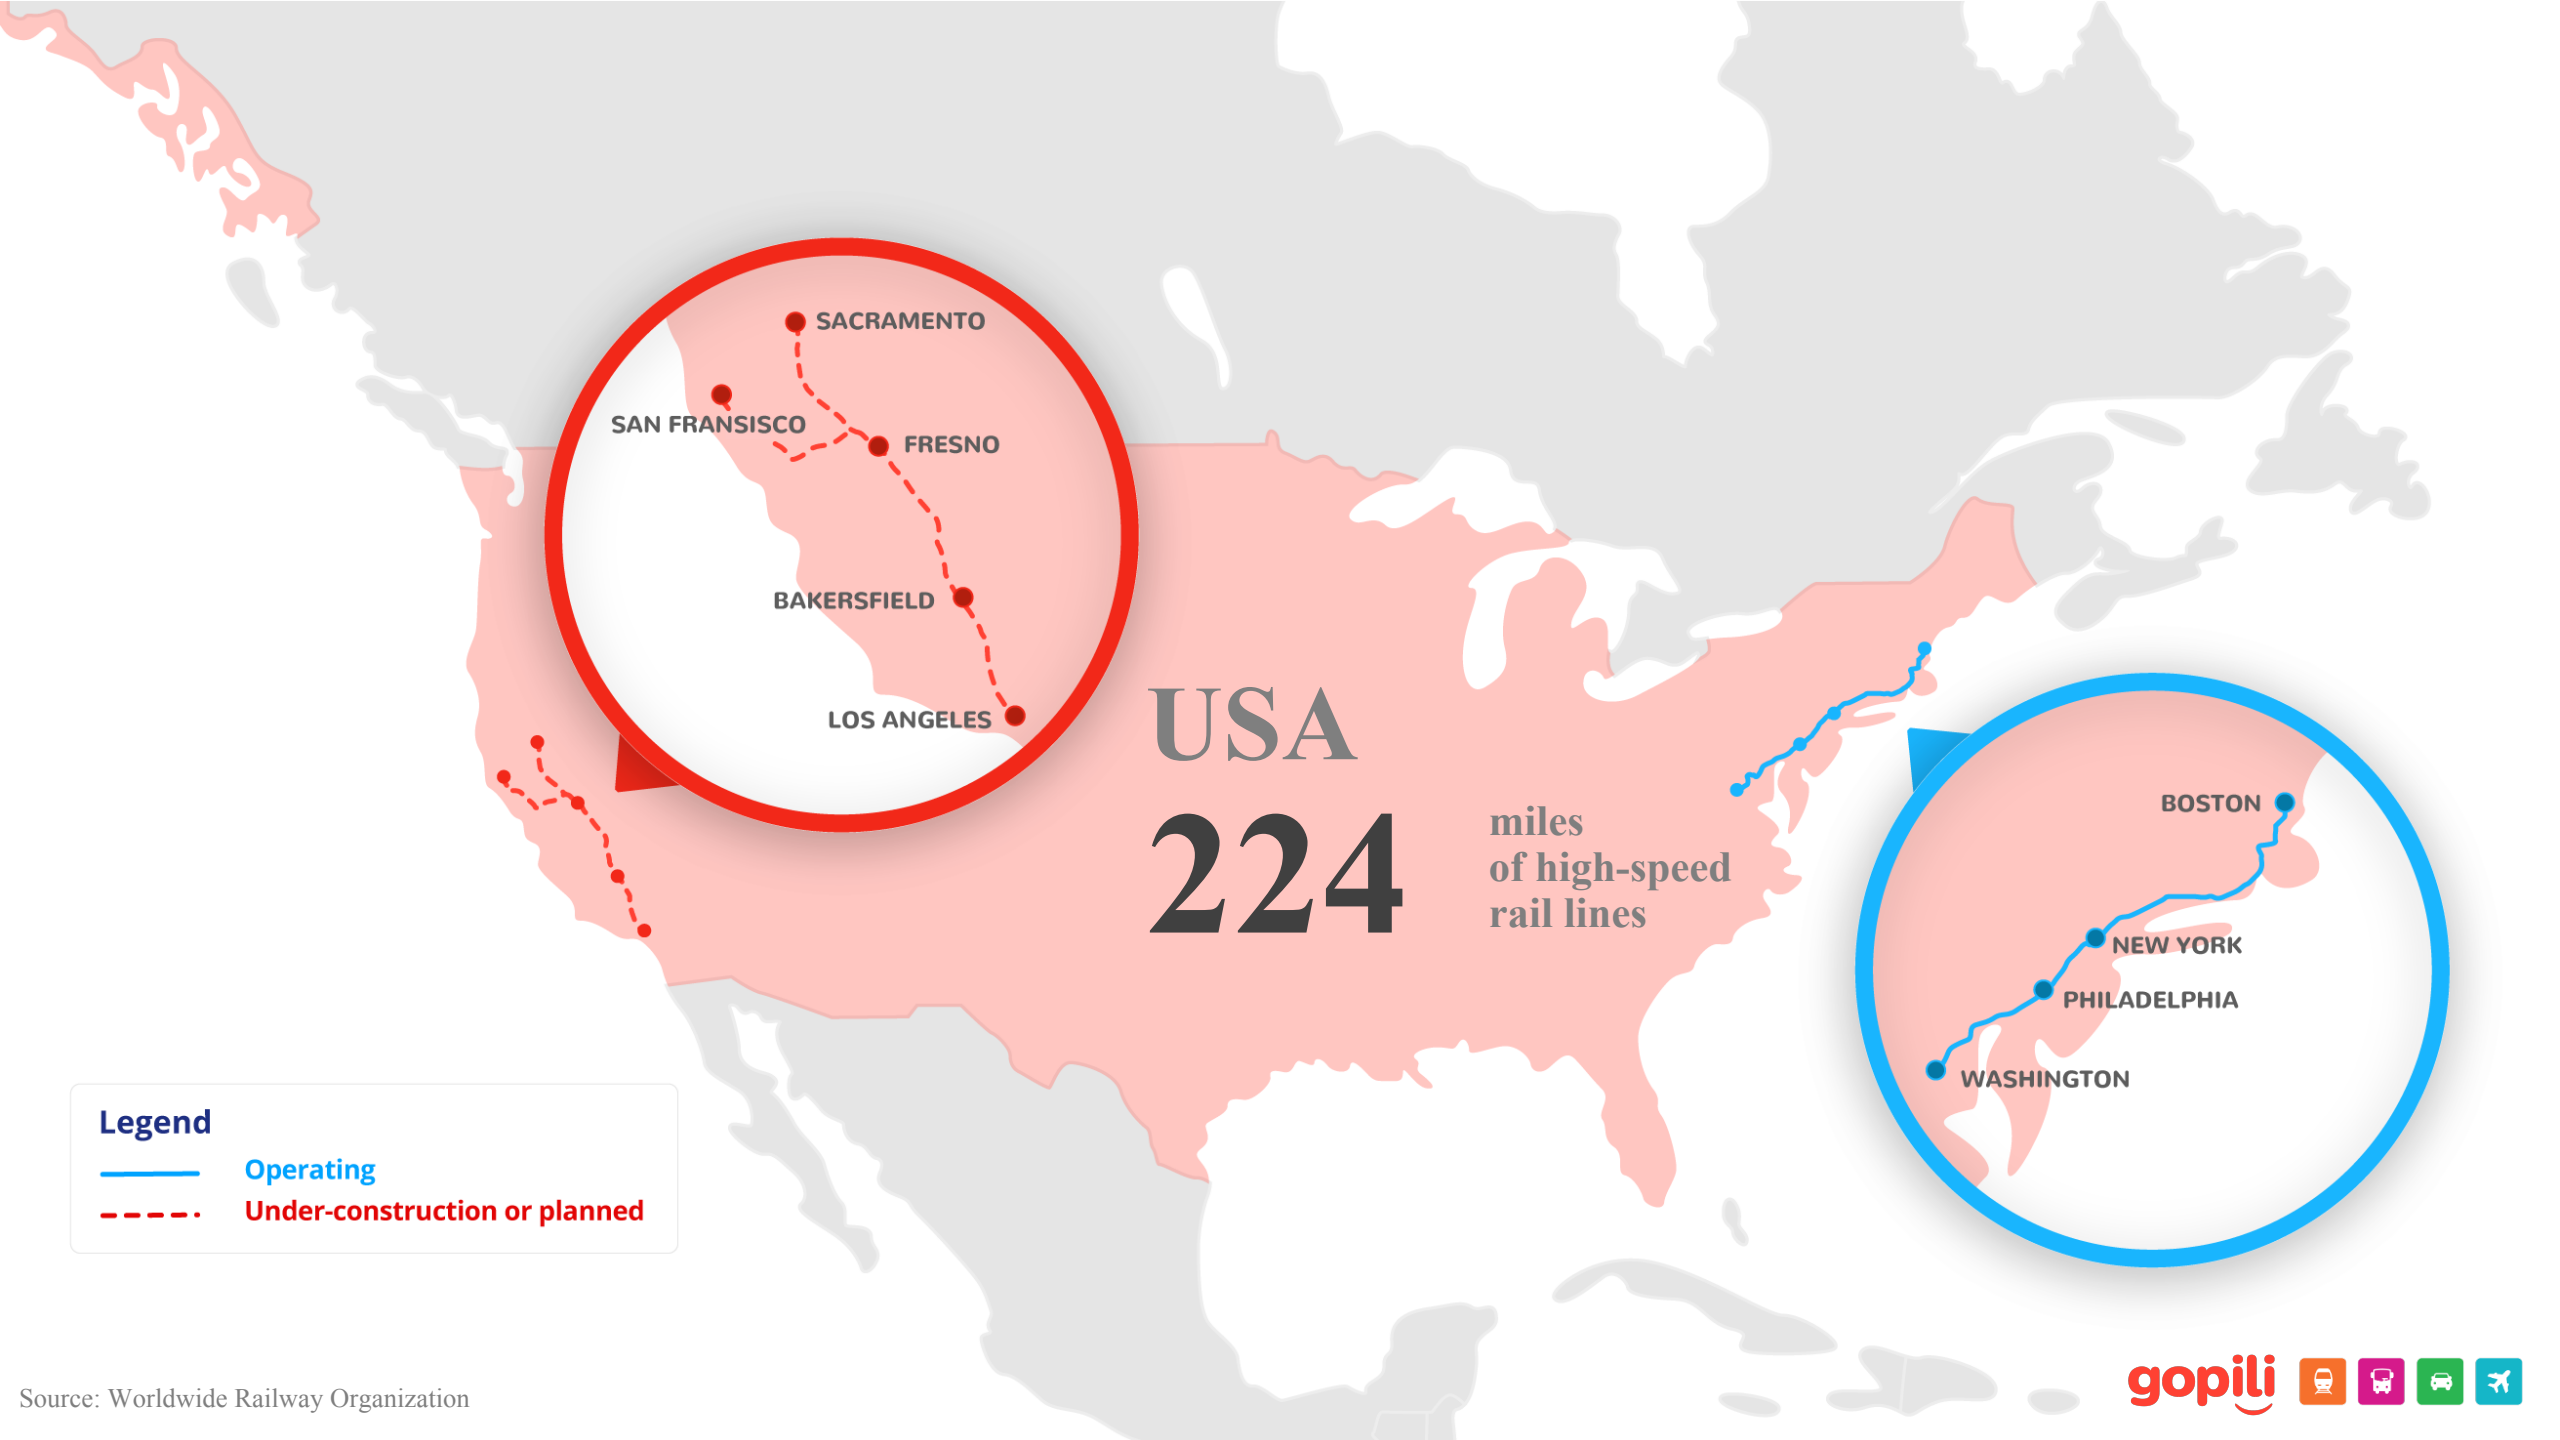 SACRAMENTO
SAN FRANSISCO
FRESNO
BAKERSFIELD
LOS ANGELES
USA
224
miles
of high-speed
rail lines
BOSTON
NEW YORK
PHILADELPHIA
WASHINGTON
Legend
Operating
Under-construction or planned
Source: Worldwide Railway Organization
gopili